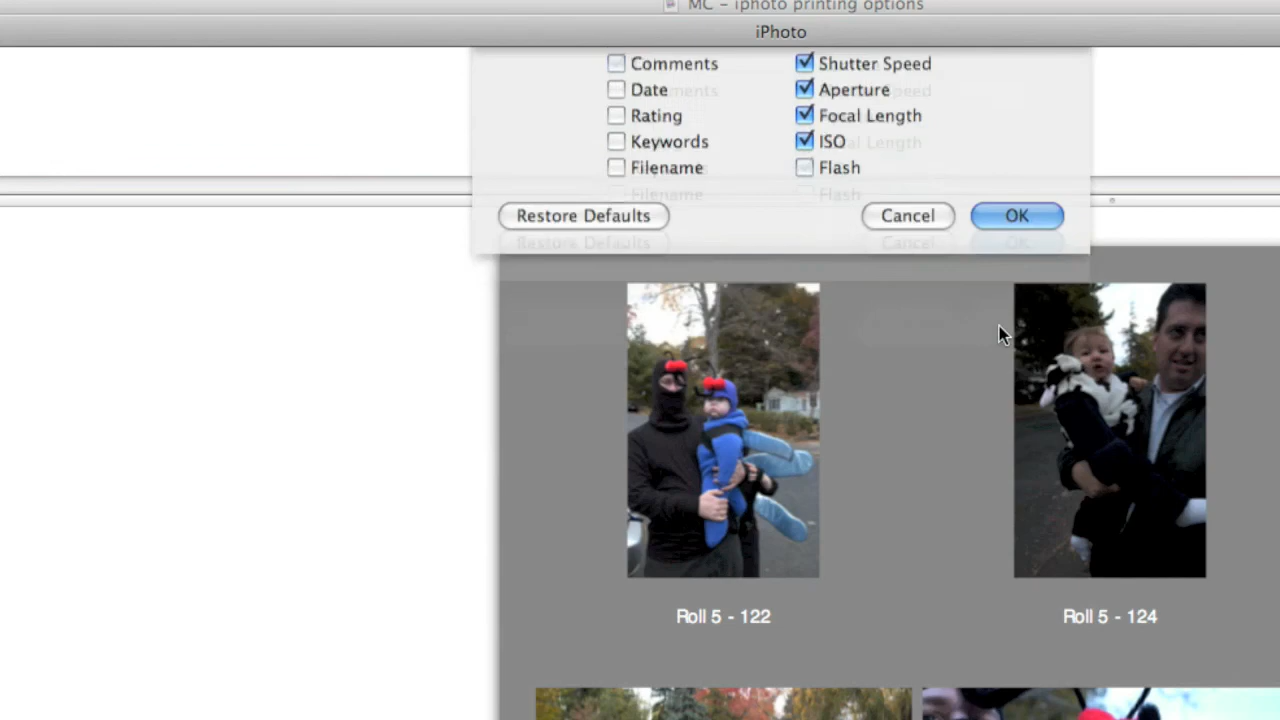 MC – iphoto printing options
iPhoto
Comments
Shutter Speed
Date
Aperture
Rating
Focal Length
Keywords
ISO
Filename
Flash
Restore Defaults
Cancel
OK
Roll 5 - 122
Roll 5 - 124